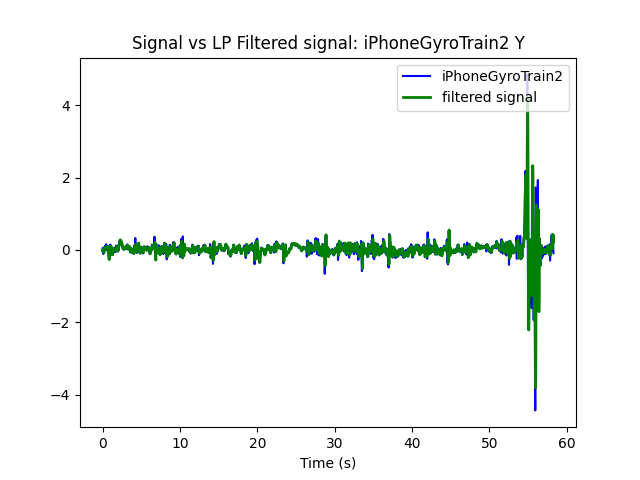 Signal vs LP Filtered signal: iPhoneGyroTrain2 Y
iPhoneGyroTrain2
filtered signal
4
2
0
−2
−4
0 10 20 30 40 50 60
Time (s)